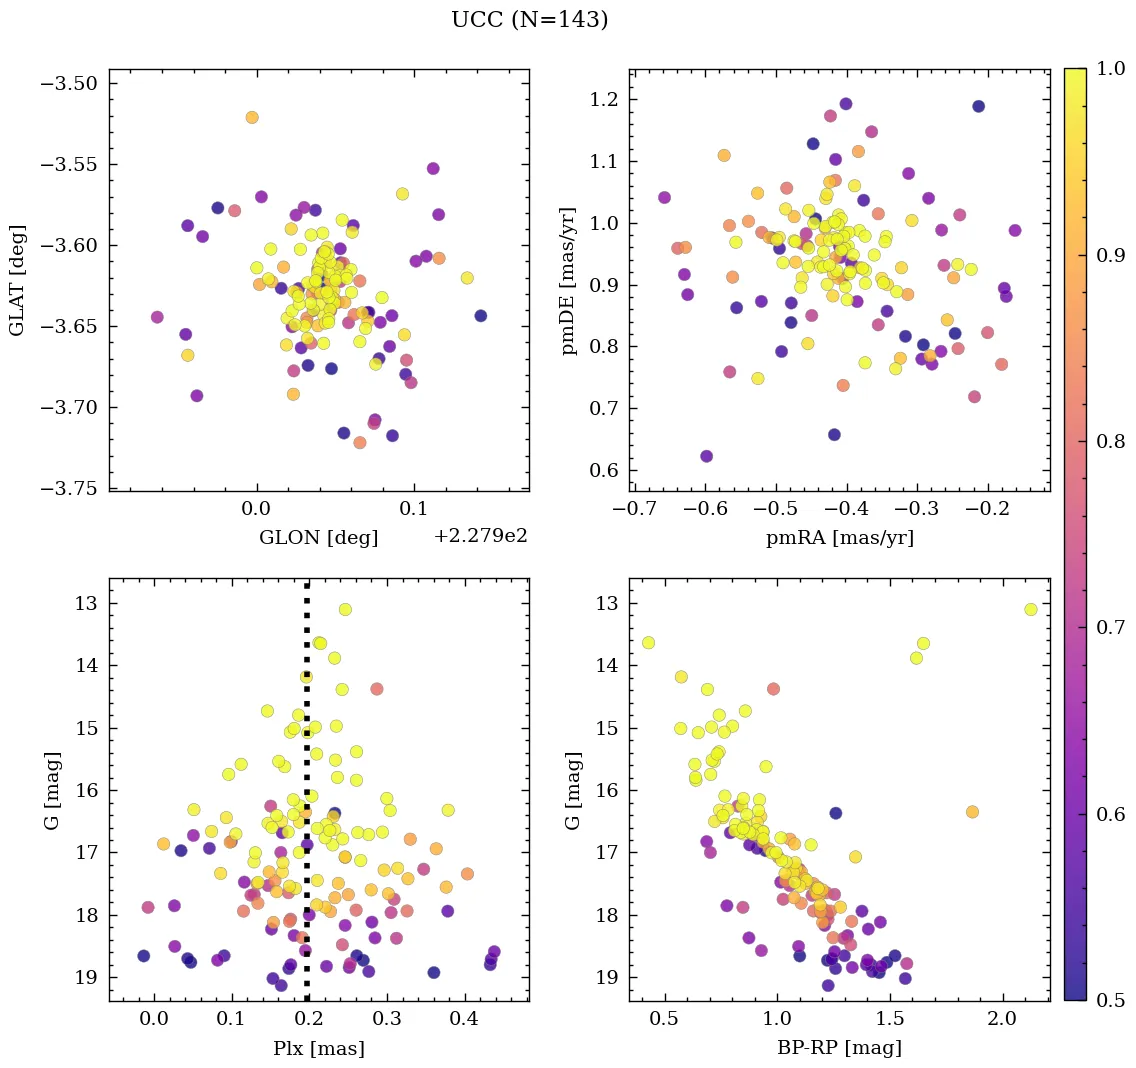 UCC (N=143)
−3.50
−3.55
−3.60
−3.65
−3.70
−3.75
GLAT [deg]
0.0 0.1
GLON [deg] +2.279e2
1.2
1.1
1.0
0.9
0.8
0.7
0.6
pmDE [mas/yr]
−0.7 −0.6 −0.5 −0.4 −0.3 −0.2
pmRA [mas/yr]
1.0
0.9
0.8
0.7
0.6
0.5
13
14
15
16
17
18
19
G [mag]
0.0 0.1 0.2 0.3 0.4
Plx [mas]
13
14
15
16
17
18
19
G [mag]
0.5 1.0 1.5 2.0
BP-RP [mag]